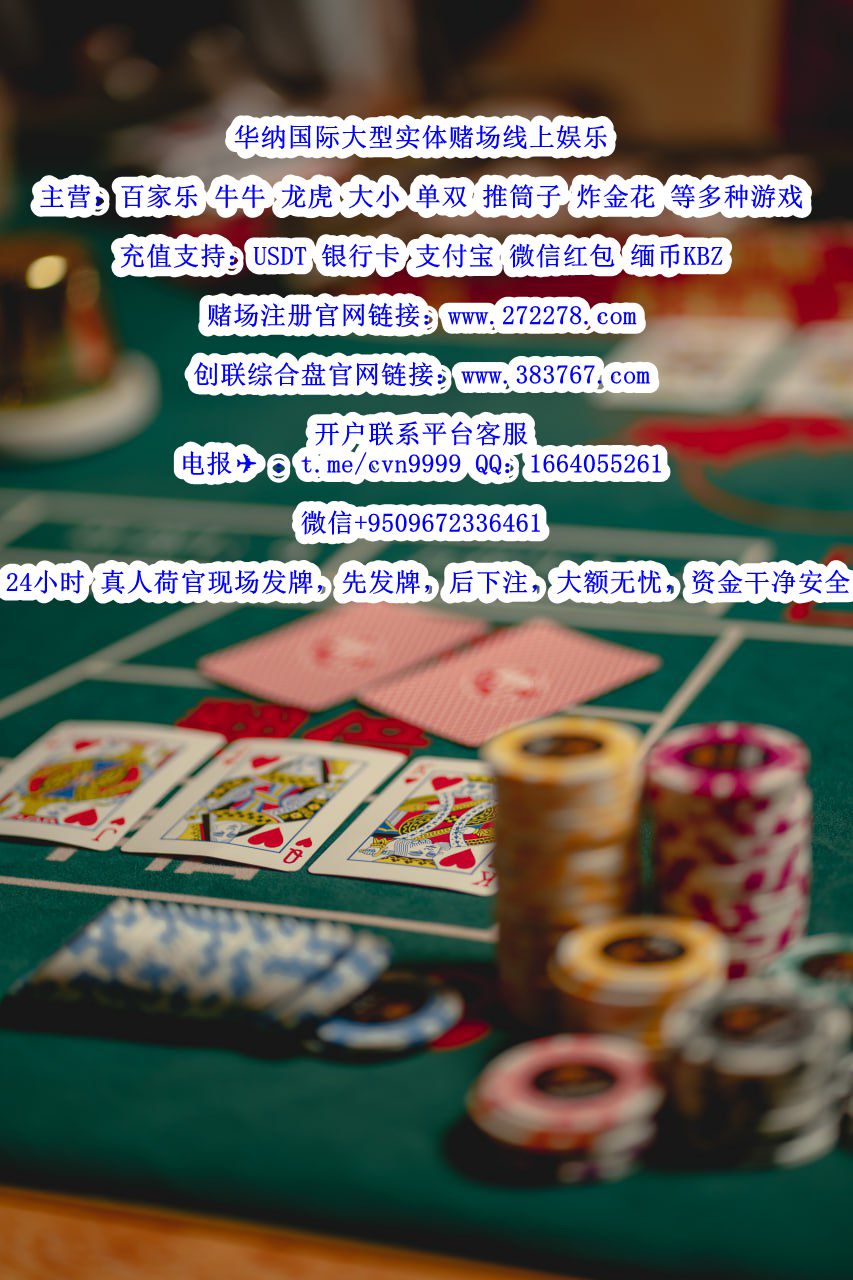 华纳国际大型实体赌场线上娱乐
主营：百家乐 牛牛 龙虎 大小 单双 推筒子 炸金花 等多种游戏
充值支持：USDT 银行卡 支付宝 微信红包 缅币KBZ
赌场注册官网链接：www.272278.com
创联综合盘官网链接：www.383767.com
开户联系平台客服
电报✈：t.me/cvn9999 QQ：1664055261
微信+9509672336461
24小时 真人荷官现场发牌，先发牌，后下注，大额无忧，资金干净安全
J
Q
K